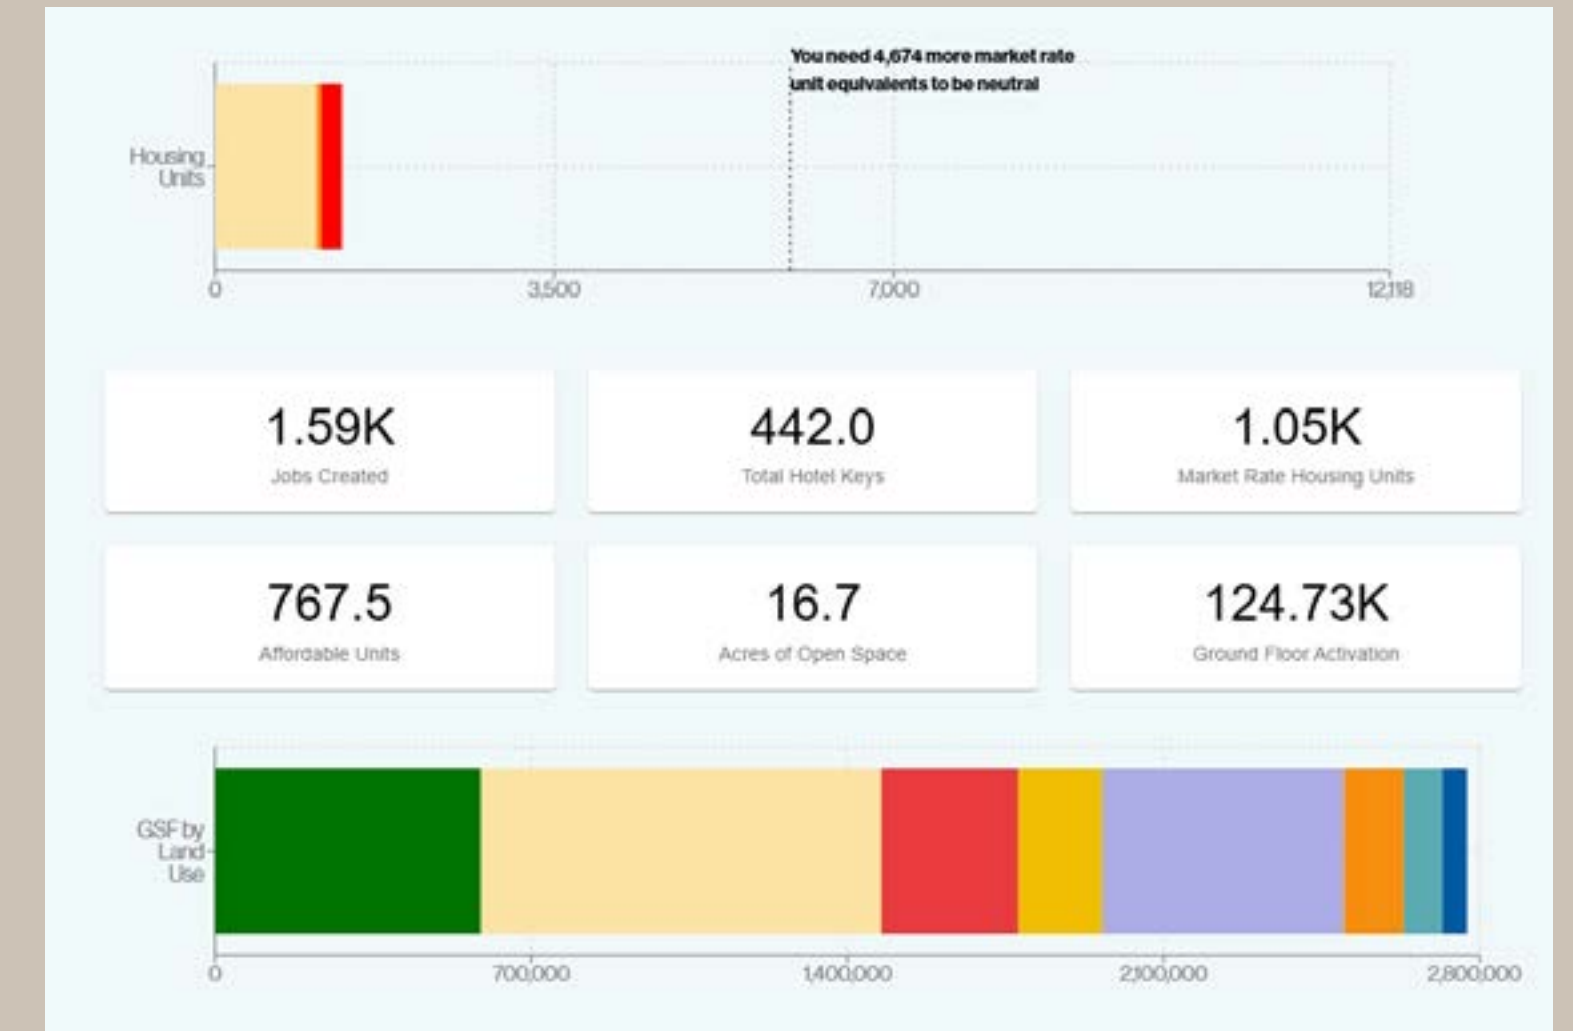 You need 4,674 more market rate
unit equivalents to be neutral
Housing
Units
0
3,500
7,000
12,118
1.59K
Jobs Created
442.0
Total Hotel Keys
1.05K
Market Rate Housing Units
767.5
Affordable Units
16.7
Acres of Open Space
124.73K
Ground Floor Activation
GSF by
Land
Use
0
700,000
1,400,000
2,100,000
2,800,000